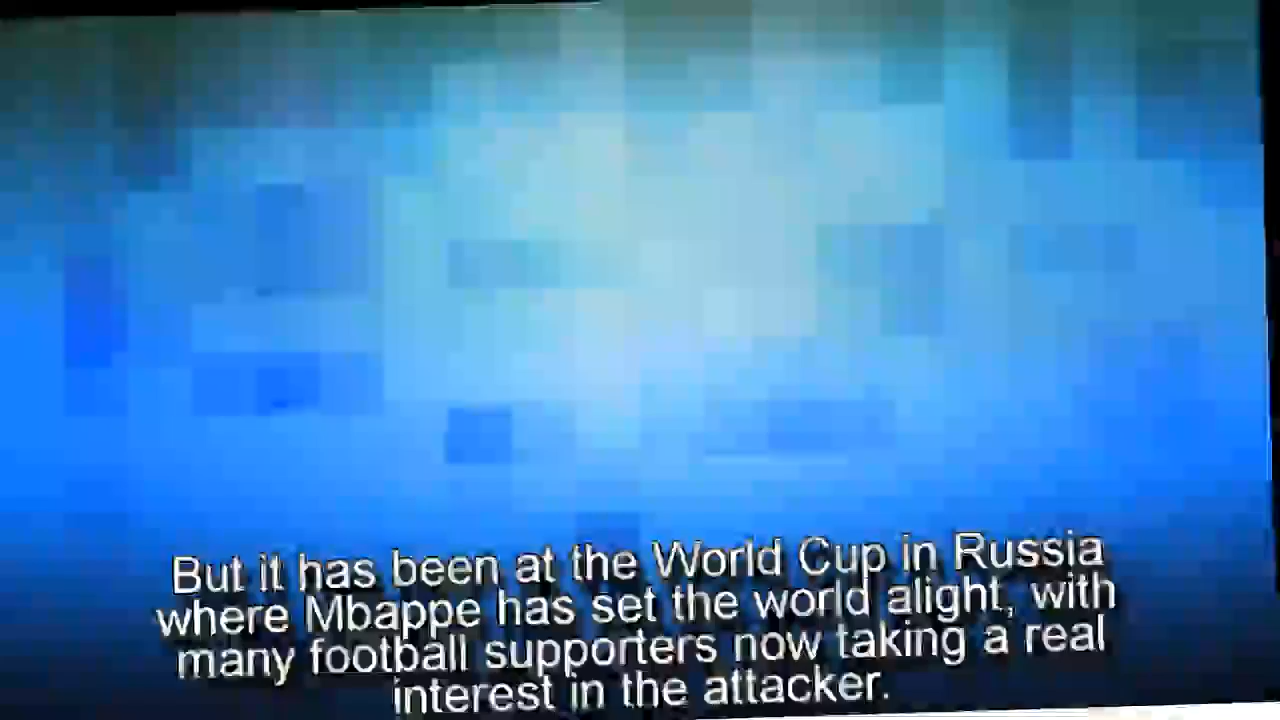 But it has been at the World Cup in Russia
where Mbappe has set the world alight, with
many football supporters now taking a real
interest in the attacker.